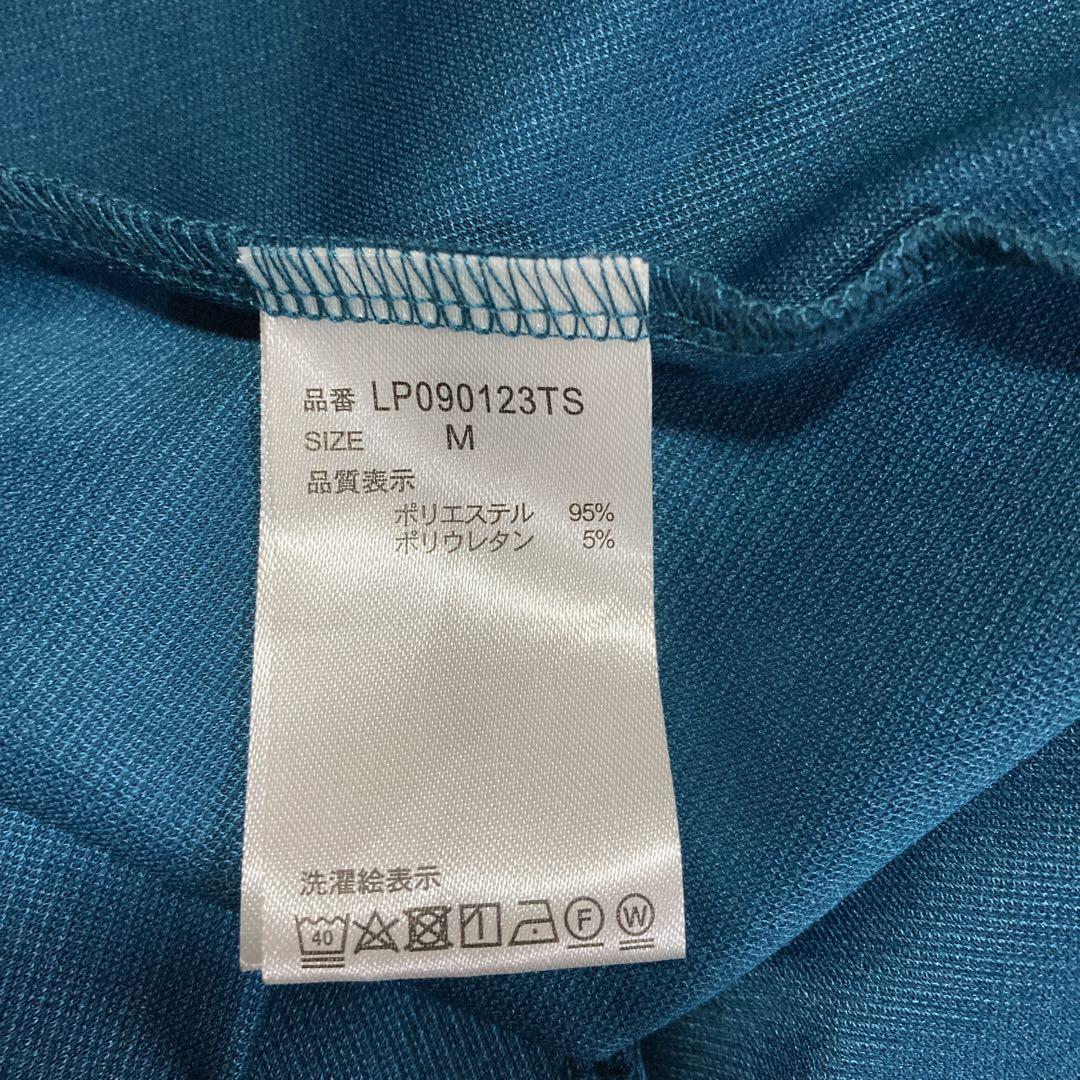 品番 LP090123TS
SIZE M
品質表示
ポリエステル 95%
ポリウレタン 5%
洗濯絵表示
40 F W